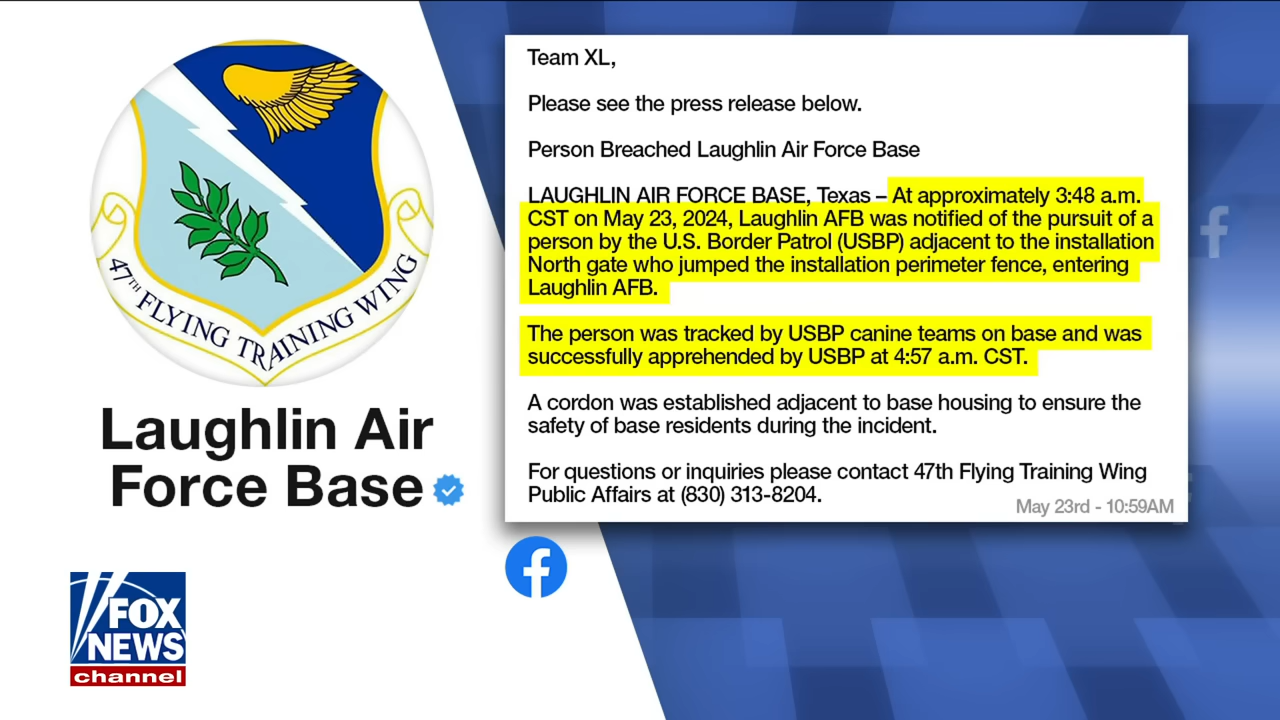 47TH FLYING TRAINING WING
Laughlin Air
Force Base
FOX
NEWS
channel
Team XL,
Please see the press release below.
Person Breached Laughlin Air Force Base
LAUGHLIN AIR FORCE BASE, Texas – At approximately 3:48 a.m.
CST on May 23, 2024, Laughlin AFB was notified of the pursuit of a
person by the U.S. Border Patrol (USBP) adjacent to the installation
North gate who jumped the installation perimeter fence, entering
Laughlin AFB.
The person was tracked by USBP canine teams on base and was
successfully apprehended by USBP at 4:57 a.m. CST.
A cordon was established adjacent to base housing to ensure the
safety of base residents during the incident.
For questions or inquiries please contact 47th Flying Training Wing
Public Affairs at (830) 313-8204.
May 23rd - 10:59AM